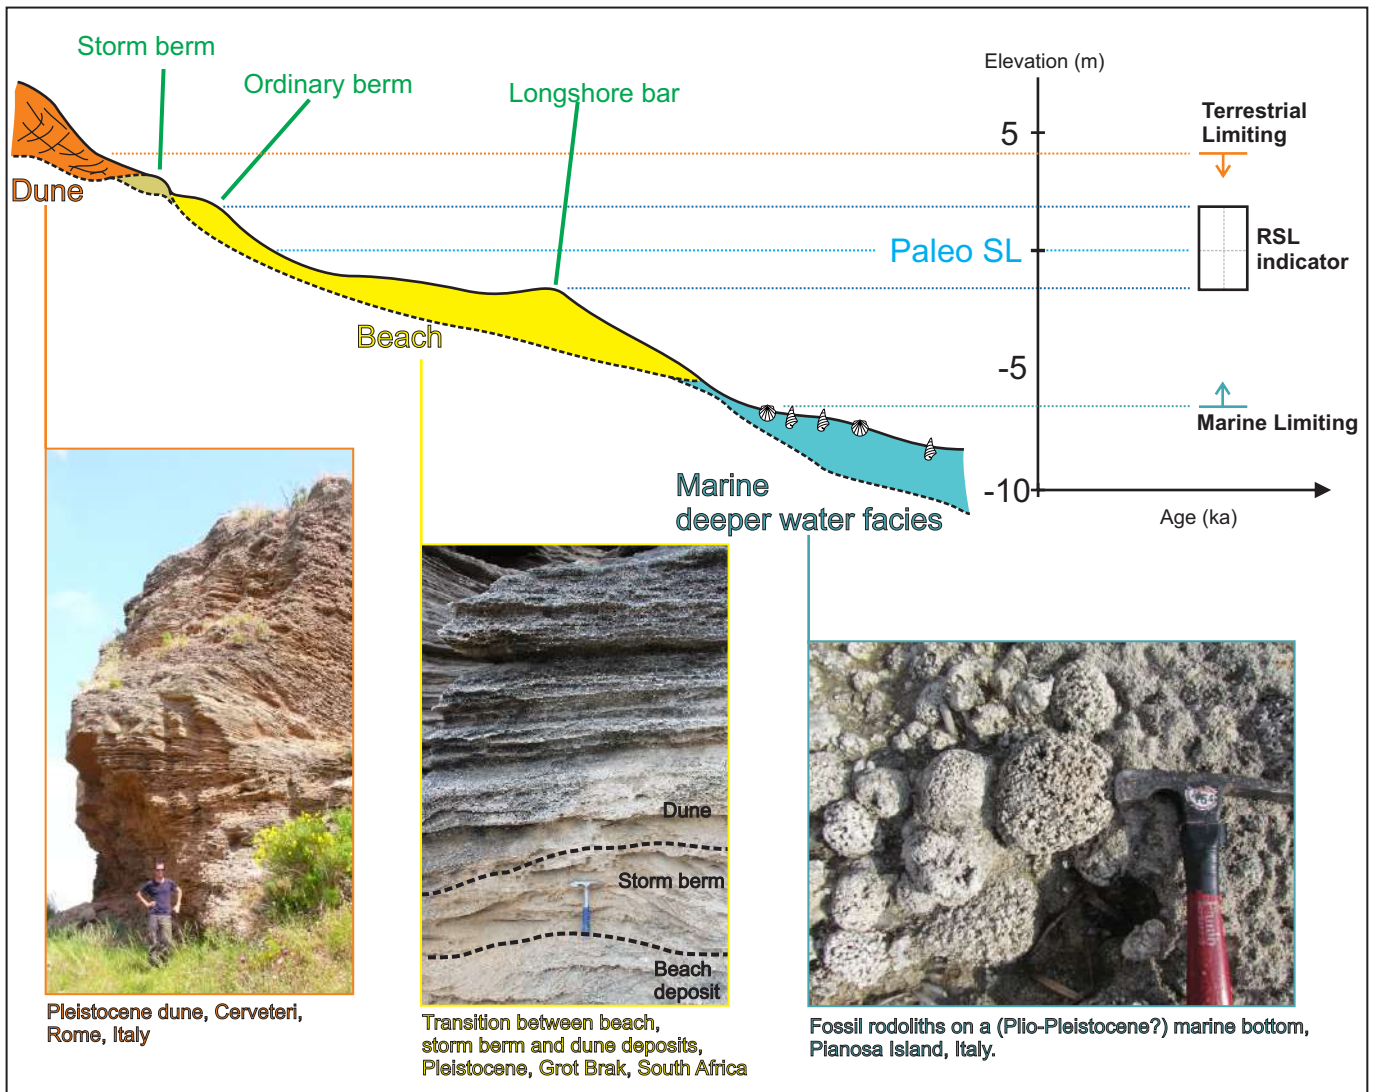 Storm berm
Ordinary berm
Longshore bar
Elevation (m)
5
Terrestrial
Limiting
Dune
Paleo SL
RSL
indicator
Beach
-5
Marine Limiting
Marine
deeper water facies
-10
Age (ka)
Dune
Storm berm
Beach
deposit
Pleistocene dune, Cerveteri,
Rome, Italy
Transition between beach,
storm berm and dune deposits,
Pleistocene, Grot Brak, South Africa
Fossil rodoliths on a (Plio-Pleistocene?) marine bottom,
Pianosa Island, Italy.